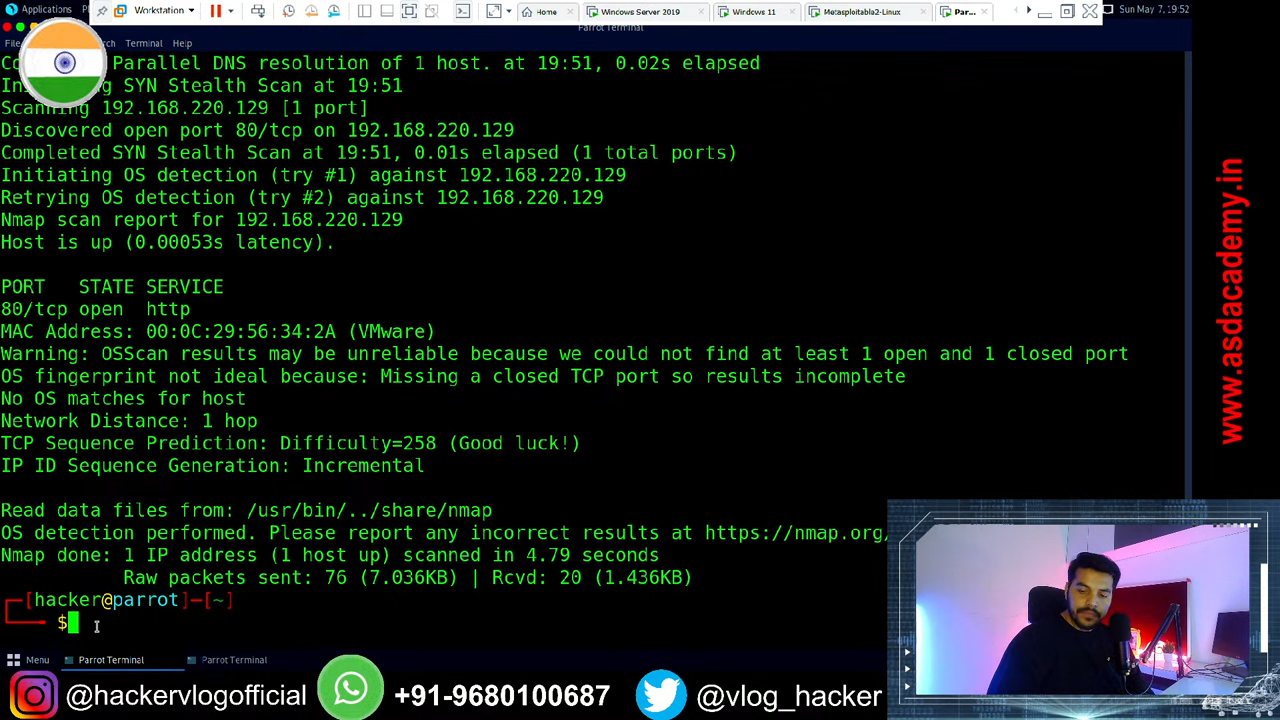 Applications
Workstation
Home
Windows Server 2019
Windows 11
Metasploitable2-Linux
Par...
Sun May 7, 19:52
Parrot Terminal
File
Terminal Help
Parallel DNS resolution of 1 host. at 19:51, 0.02s elapsed
SYN Stealth Scan at 19:51
Scanning 192.168.220.129 [1 port]
Discovered open port 80/tcp on 192.168.220.129
Completed SYN Stealth Scan at 19:51, 0.01s elapsed (1 total ports)
Initiating OS detection (try #1) against 192.168.220.129
Retrying OS detection (try #2) against 192.168.220.129
Nmap scan report for 192.168.220.129
Host is up (0.00053s latency).
PORT STATE SERVICE
80/tcp open http
MAC Address: 00:0C:29:56:34:2A (VMware)
Warning: OSScan results may be unreliable because we could not find at least 1 open and 1 closed port
OS fingerprint not ideal because: Missing a closed TCP port so results incomplete
No OS matches for host
Network Distance: 1 hop
TCP Sequence Prediction: Difficulty=258 (Good luck!)
IP ID Sequence Generation: Incremental
Read data files from: /usr/bin/../share/nmap
OS detection performed. Please report any incorrect results at https://nmap.org/
Nmap done: 1 IP address (1 host up) scanned in 4.79 seconds
Raw packets sent: 76 (7.036KB) | Rcvd: 20 (1.436KB)
[hacker@parrot]-[~]
$
Menu
Parrot Terminal
Parrot Terminal
@hackervlogofficial
+91-9680100687
@vlog_hacker
www.asdacademy.in